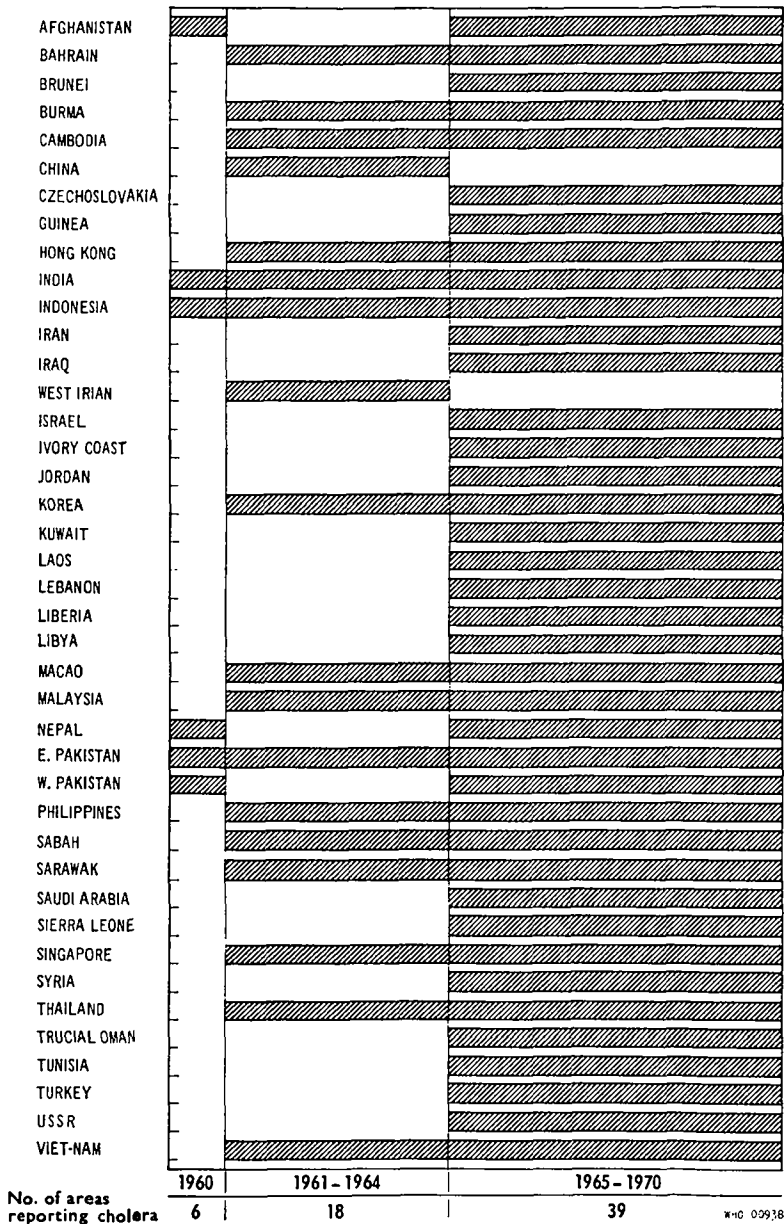 AFGHANISTAN
BAHRAIN
BRUNEI
BURMA
CAMBODIA
CHINA
CZECHOSLOVAKIA
GUINEA
HONG KONG
INDIA
INDONESIA
IRAN
IRAQ
WEST IRIAN
ISRAEL
IVORY COAST
JORDAN
KOREA
KUWAIT
LAOS
LEBANON
LIBERIA
LIBYA
MACAO
MALAYSIA
NEPAL
E. PAKISTAN
W. PAKISTAN
PHILIPPINES
SABAH
SARAWAK
SAUDI ARABIA
SIERRA LEONE
SINGAPORE
SYRIA
THAILAND
TRUCIAL OMAN
TUNISIA
TURKEY
USSR
VIET-NAM
1960 1961-1964 1965-1970
No. of areas
reporting cholera 6 18 39
WHO 00938